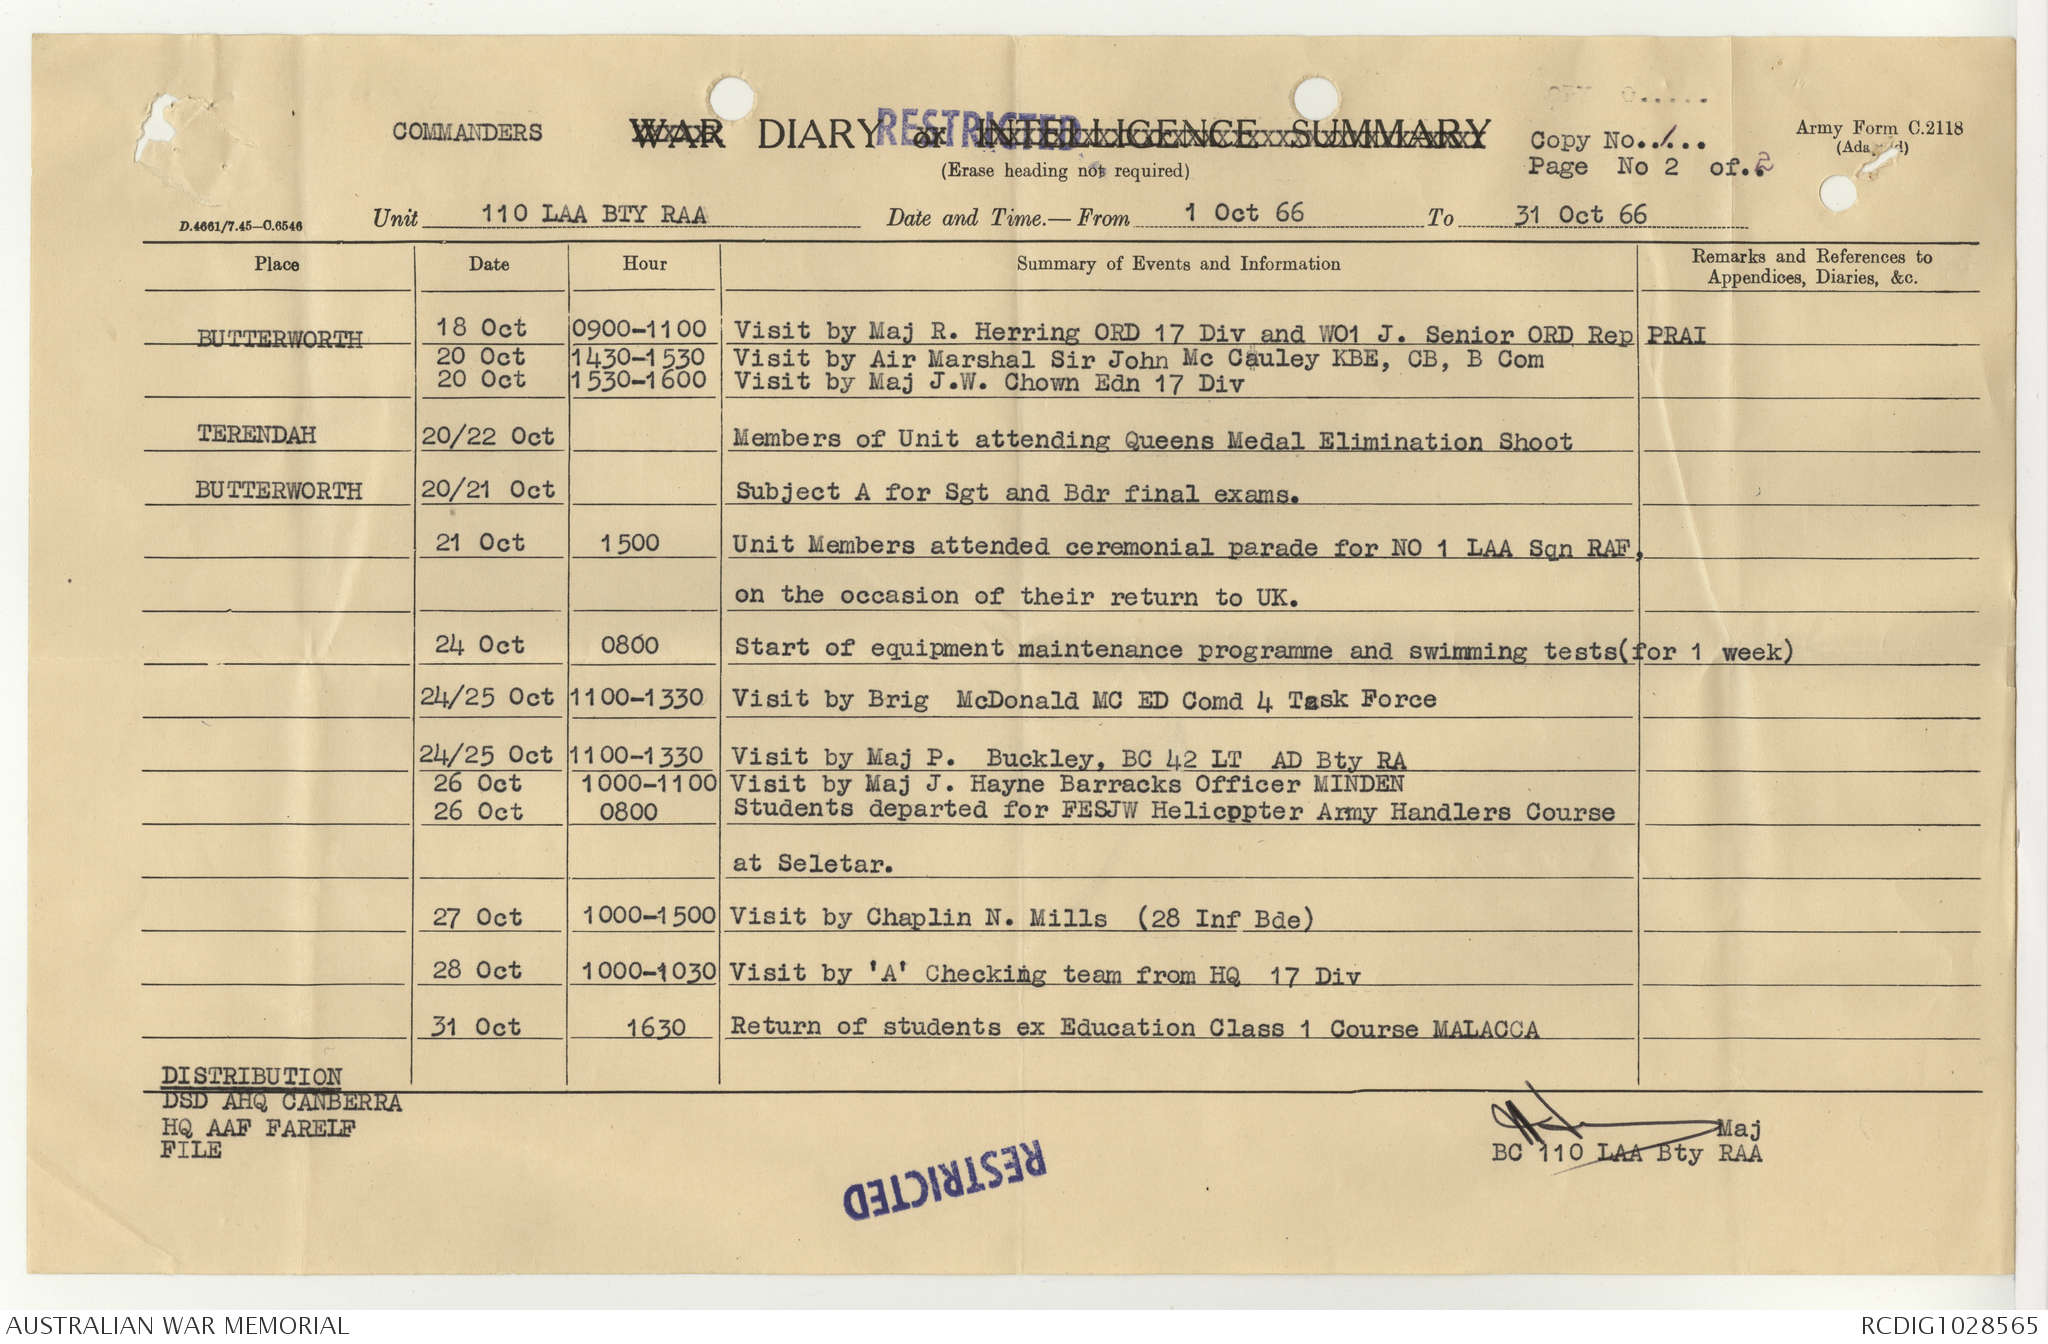 COMMANDERS WAR DIARY or INTELLIGENCE SUMMARY
RESTRICTED
(Erase heading not required)
Copy No..1...
Page No 2 of..2
Army Form C.2118
D.4661/7.45—C.6546
Unit 110 LAA BTY RAA Date and Time.—From 1 Oct 66 To 31 Oct 66
Place Date Hour Summary of Events and Information Remarks and References to
Appendices, Diaries, &c.
BUTTERWORTH 18 Oct 0900-1100 Visit by Maj R. Herring ORD 17 Div and WO1 J. Senior ORD Rep PRAI
20 Oct 1430-1530 Visit by Air Marshal Sir John Mc Cauley KBE, CB, B Com
20 Oct 1530-1600 Visit by Maj J.W. Chown Edn 17 Div
TERENDAH 20/22 Oct Members of Unit attending Queens Medal Elimination Shoot
BUTTERWORTH 20/21 Oct Subject A for Sgt and Bdr final exams.
21 Oct 1500 Unit Members attended ceremonial parade for NO 1 LAA Sqn RAF,
on the occasion of their return to UK.
24 Oct 0800 Start of equipment maintenance programme and swimming tests(for 1 week)
24/25 Oct 1100-1330 Visit by Brig McDonald MC ED Comd 4 Task Force
24/25 Oct 1100-1330 Visit by Maj P. Buckley, BC 42 LT AD Bty RA
26 Oct 1000-1100 Visit by Maj J. Hayne Barracks Officer MINDEN
26 Oct 0800 Students departed for FESJW Helicopter Army Handlers Course
at Seletar.
27 Oct 1000-1500 Visit by Chaplin N. Mills (28 Inf Bde)
28 Oct 1000-1030 Visit by 'A' Checking team from HQ 17 Div
31 Oct 1630 Return of students ex Education Class 1 Course MALACCA
DISTRIBUTION
DSD AHQ CANBERRA
HQ AAF FARELF
FILE
Maj
BC 110 LAA Bty RAA
RESTRICTED
AUSTRALIAN WAR MEMORIAL
RCDIG1028565